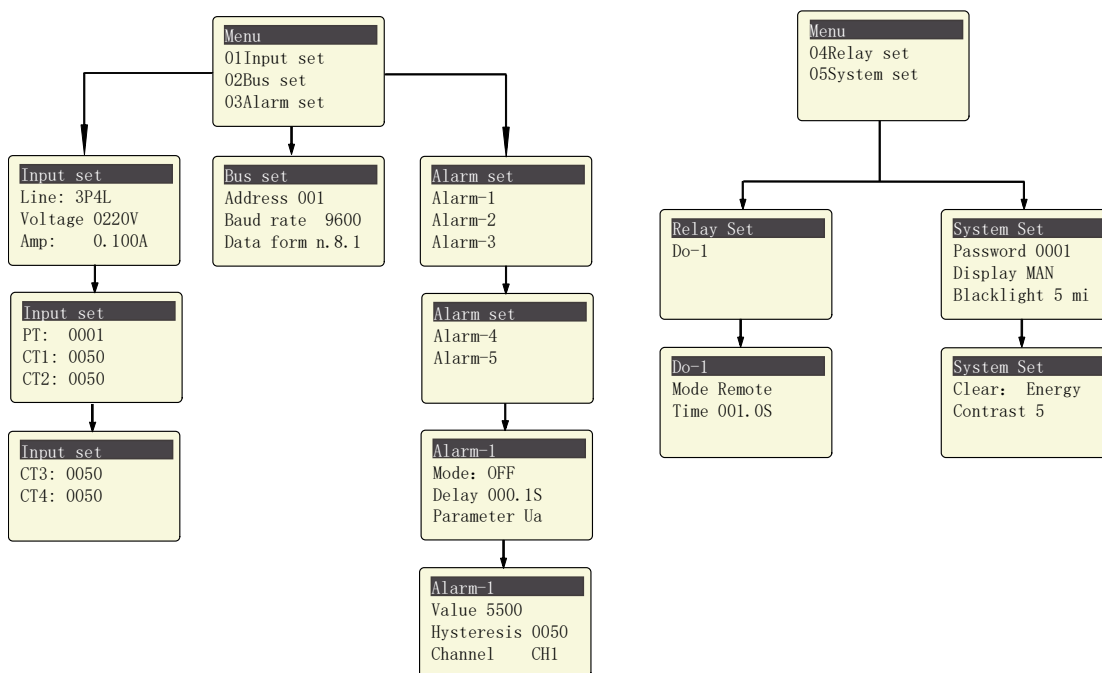 Menu
01Input set
02Bus set
03Alarm set
Input set
Line: 3P4L
Voltage 0220V
Amp: 0.100A
Input set
PT: 0001
CT1: 0050
CT2: 0050
Input set
CT3: 0050
CT4: 0050
Bus set
Address 001
Baud rate 9600
Data form n.8.1
Alarm set
Alarm-1
Alarm-2
Alarm-3
Alarm set
Alarm-4
Alarm-5
Alarm-1
Mode: OFF
Delay 000.1S
Parameter Ua
Alarm-1
Value 5500
Hysteresis 0050
Channel CH1
Menu
04Relay set
05System set
Relay Set
Do-1
Do-1
Mode Remote
Time 001.0S
System Set
Password 0001
Display MAN
Blacklight 5 mi
System Set
Clear: Energy
Contrast 5